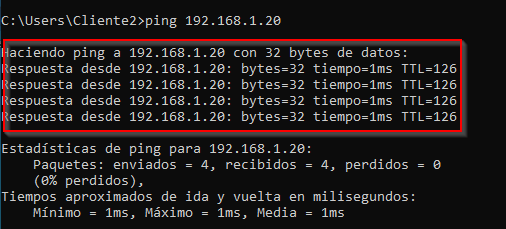 C:\Users\Cliente2>ping 192.168.1.20
Haciendo ping a 192.168.1.20 con 32 bytes de datos:
Respuesta desde 192.168.1.20: bytes=32 tiempo=1ms TTL=126
Respuesta desde 192.168.1.20: bytes=32 tiempo=1ms TTL=126
Respuesta desde 192.168.1.20: bytes=32 tiempo=1ms TTL=126
Respuesta desde 192.168.1.20: bytes=32 tiempo=1ms TTL=126
Estadísticas de ping para 192.168.1.20:
Paquetes: enviados = 4, recibidos = 4, perdidos = 0
(0% perdidos),
Tiempos aproximados de ida y vuelta en milisegundos:
Mínimo = 1ms, Máximo = 1ms, Media = 1ms